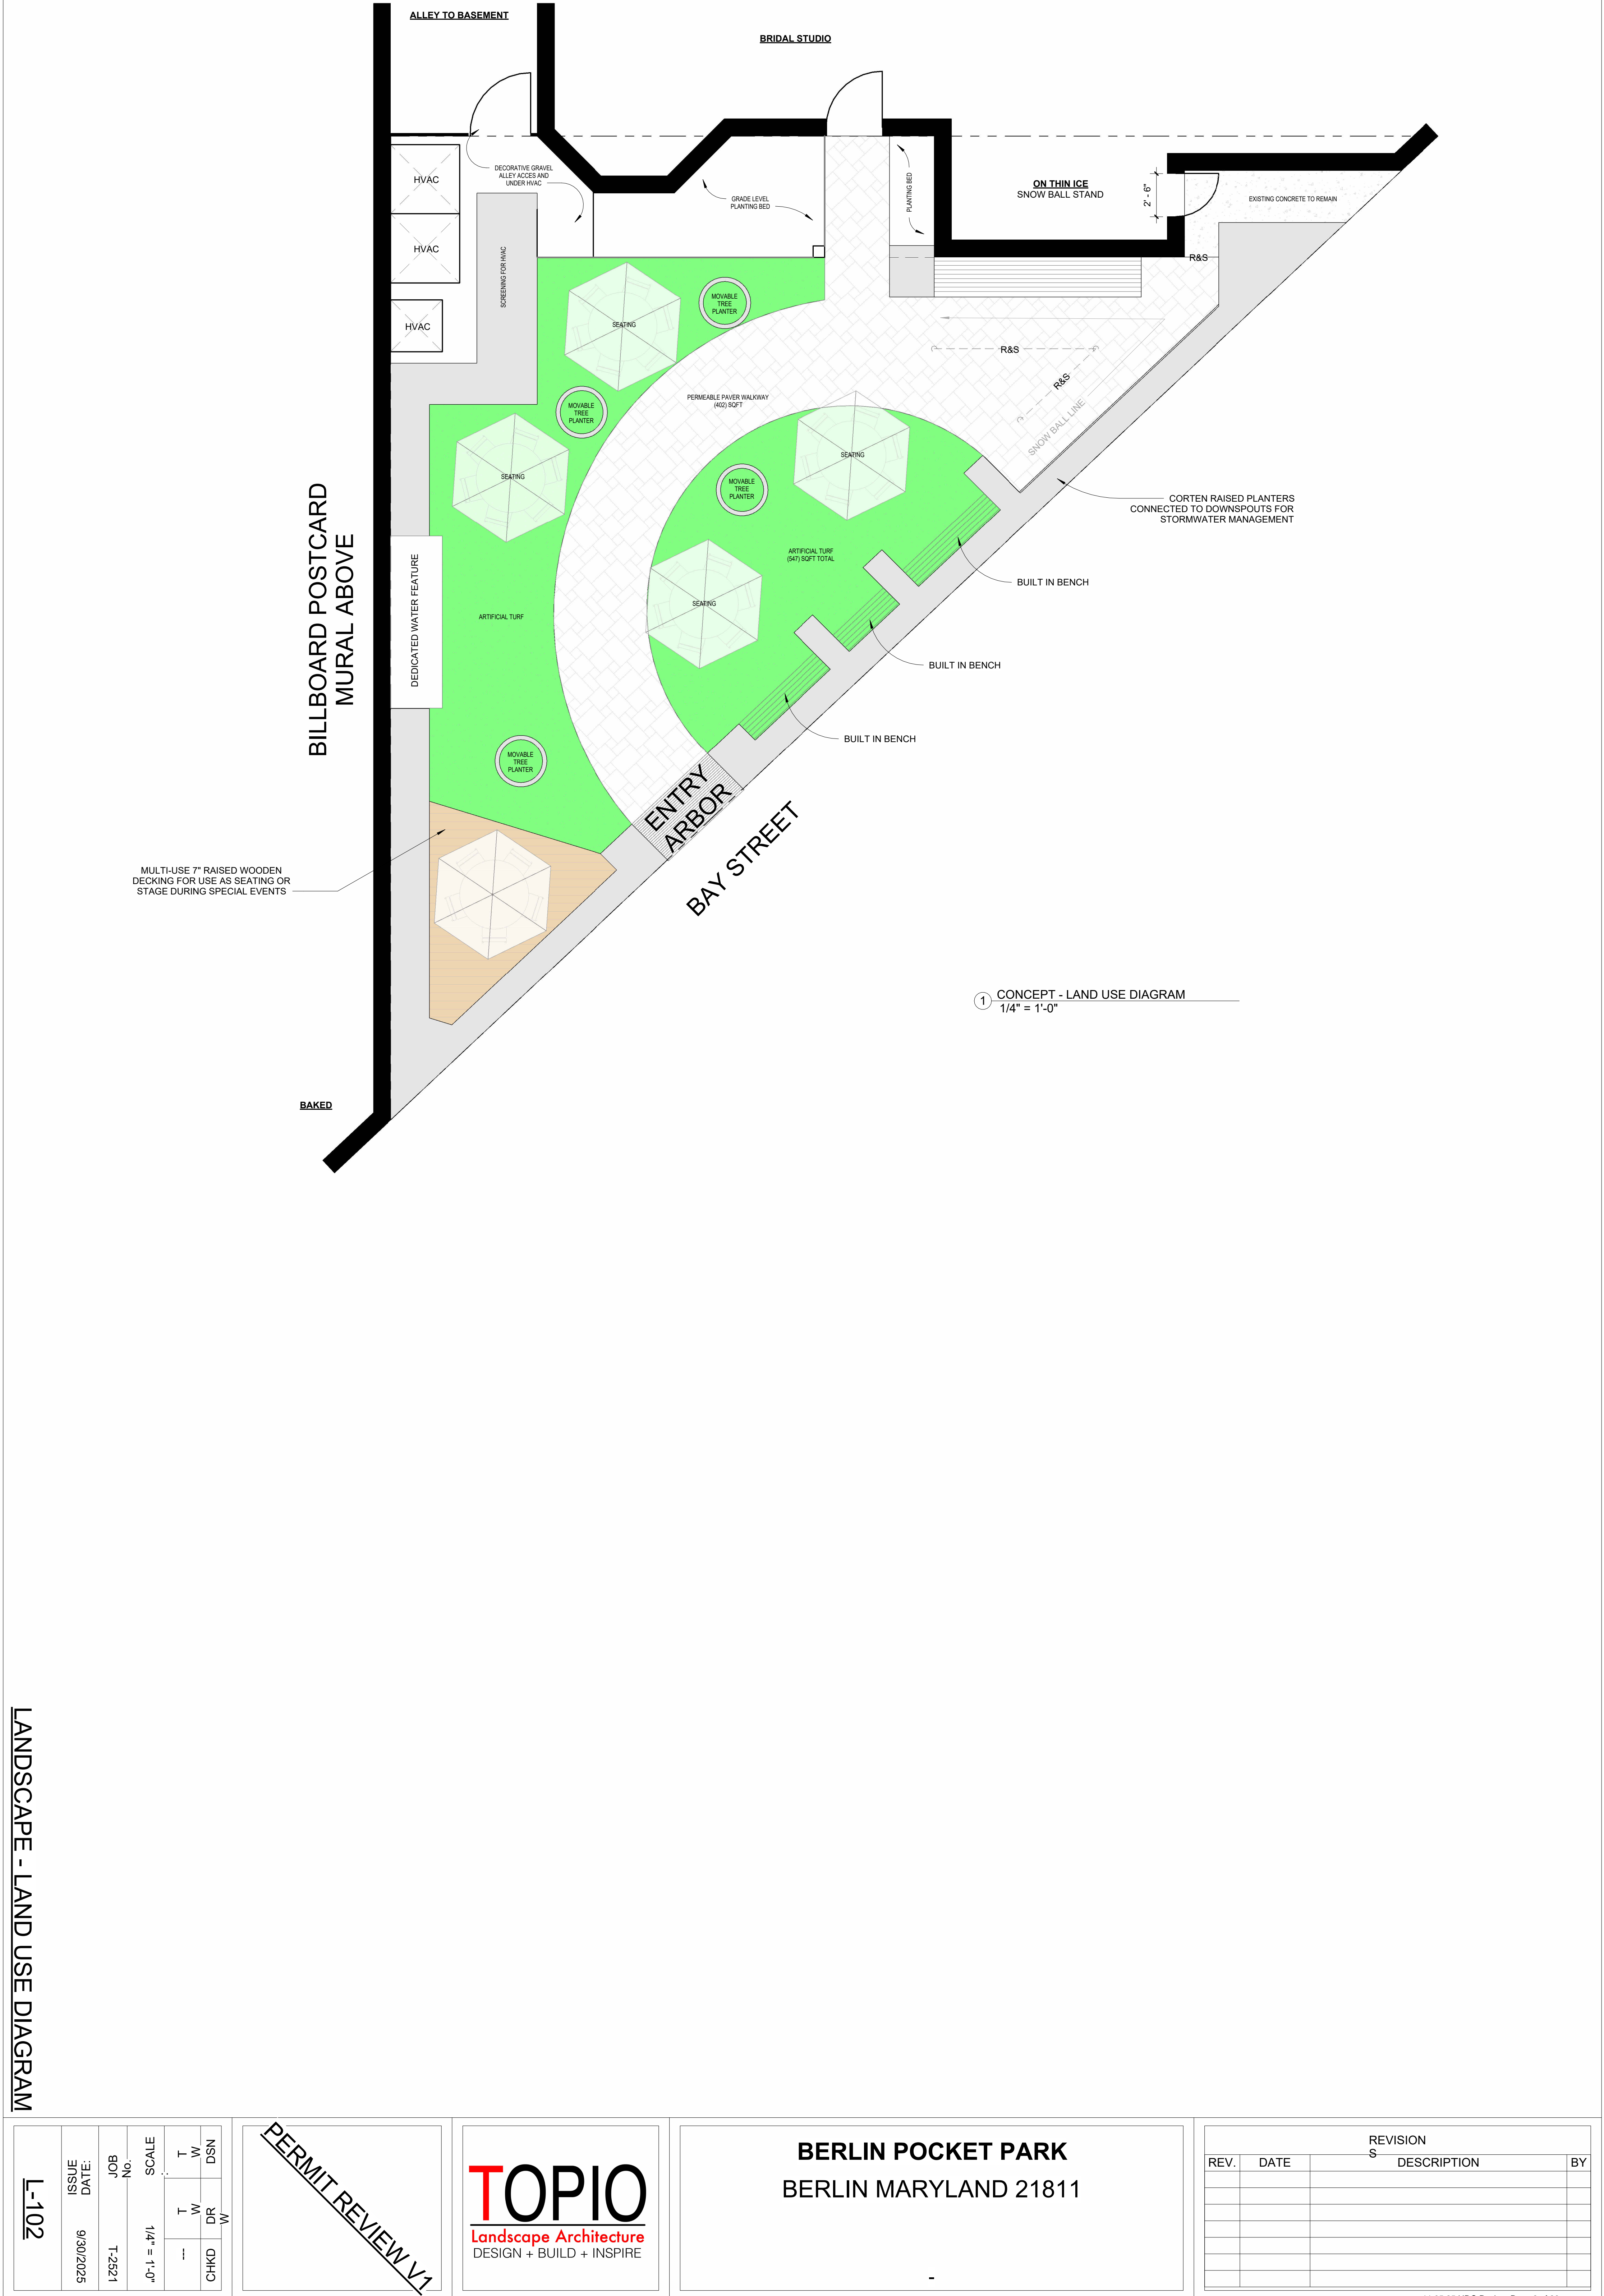 ALLEY TO BASEMENT
BRIDAL STUDIO
DECORATIVE GRAVEL
ALLEY ACCES AND
UNDER HVAC
HVAC
HVAC
HVAC
SCREENING FOR HVAC
GRADE LEVEL
PLANTING BED
PLANTING BED
ON THIN ICE
SNOW BALL STAND
2' - 6"
EXISTING CONCRETE TO REMAIN
R&S
MOVABLE
TREE
PLANTER
SEATING
R&S
R&S
SNOW BALL LINE
PERMEABLE PAVER WALKWAY
(402) SQFT
MOVABLE
TREE
PLANTER
SEATING
SEATING
MOVABLE
TREE
PLANTER
CORTEN RAISED PLANTERS
CONNECTED TO DOWNSPOUTS FOR
STORMWATER MANAGEMENT
ARTIFICIAL TURF
(547) SQFT TOTAL
BUILT IN BENCH
BILLBOARD POSTCARD
MURAL ABOVE
DEDICATED WATER FEATURE
ARTIFICIAL TURF
SEATING
BUILT IN BENCH
BUILT IN BENCH
MOVABLE
TREE
PLANTER
ENTRY
ARBOR
BAY STREET
MULTI-USE 7" RAISED WOODEN
DECKING FOR USE AS SEATING OR
STAGE DURING SPECIAL EVENTS
1
CONCEPT - LAND USE DIAGRAM
1/4" = 1'-0"
BAKED
LANDSCAPE - LAND USE DIAGRAM
L-102
ISSUE
DATE:
9/30/2025
JOB
No.
T-2521
SCALE
:
1/4" = 1'-0"
T
W
T
W
---
DSN
DR
W
CHKD
PERMIT REVIEW V1
TOPIO
Landscape Architecture
DESIGN + BUILD + INSPIRE
BERLIN POCKET PARK
BERLIN MARYLAND 21811
-
REVISION
S
REV.
DATE
DESCRIPTION
BY